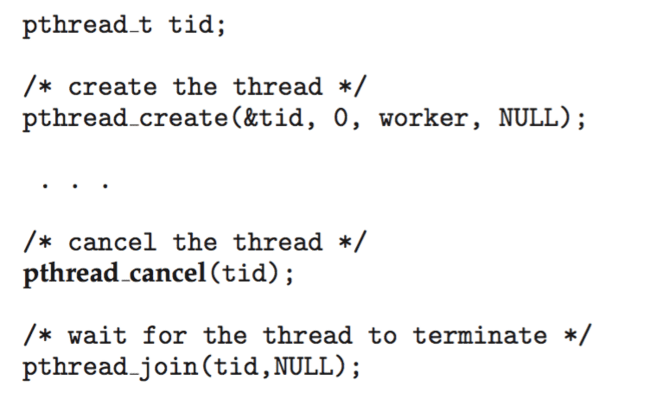 pthread_t tid;
/* create the thread */
pthread_create(&tid, 0, worker, NULL);
. . .
/* cancel the thread */
pthread_cancel(tid);
/* wait for the thread to terminate */
pthread_join(tid,NULL);